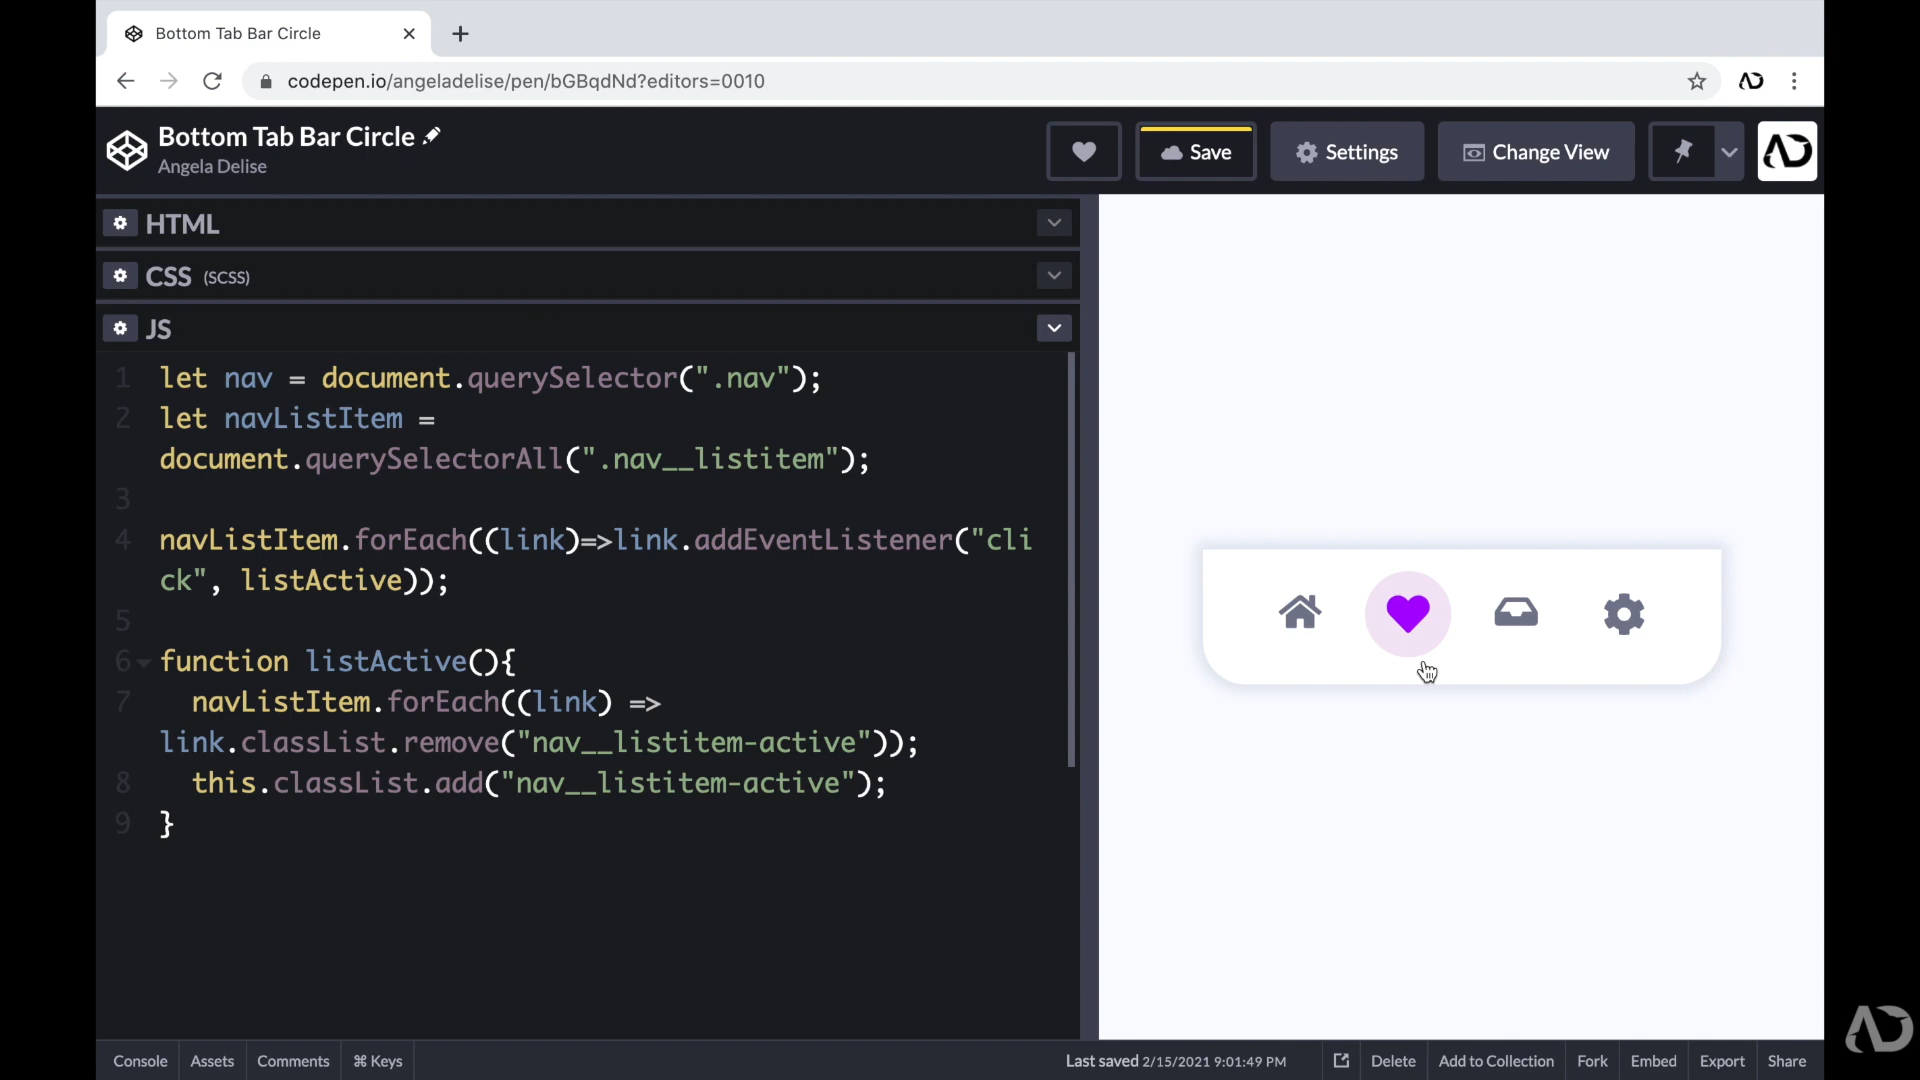 Bottom Tab Bar Circle
codepen.io/angeladelise/pen/bGBqdNd?editors=0010
Bottom Tab Bar Circle
Angela Delise
Save
Settings
Change View
HTML
CSS (SCSS)
JS
1 let nav = document.querySelector(".nav");
2 let navListItem =
document.querySelectorAll(".nav__listitem");
3
4 navListItem.forEach((link)=>link.addEventListener("cli
ck", listActive));
5
6 function listActive(){
7 navListItem.forEach((link) =>
link.classList.remove("nav__listitem-active"));
8 this.classList.add("nav__listitem-active");
9 }
Console Assets Comments ⌘ Keys Last saved 2/15/2021 9:01:49 PM Delete Add to Collection Fork Embed Export Share